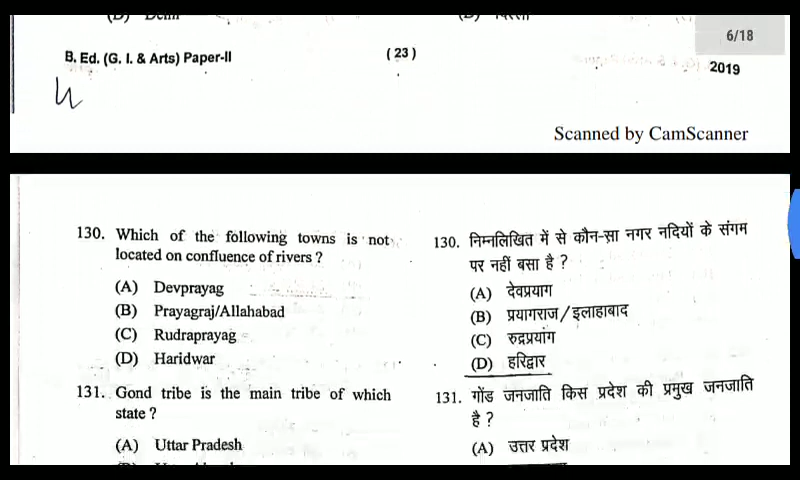 6/18
B. Ed. (G. I. & Arts) Paper-II
( 23 )
2019
Scanned by CamScanner
130. Which of the following towns is not
located on confluence of rivers ?
(A) Devprayag
(B) Prayagraj/Allahabad
(C) Rudraprayag
(D) Haridwar
131. Gond tribe is the main tribe of which
state ?
(A) Uttar Pradesh
130. निम्नलिखित में से कौन-सा नगर नदियों के संगम
पर नहीं बसा है ?
(A) देवप्रयाग
(B) प्रयागराज/इलाहाबाद
(C) रुद्रप्रयाग
(D) हरिद्वार
131. गोंड जनजाति किस प्रदेश की प्रमुख जनजाति
है ?
(A) उत्तर प्रदेश